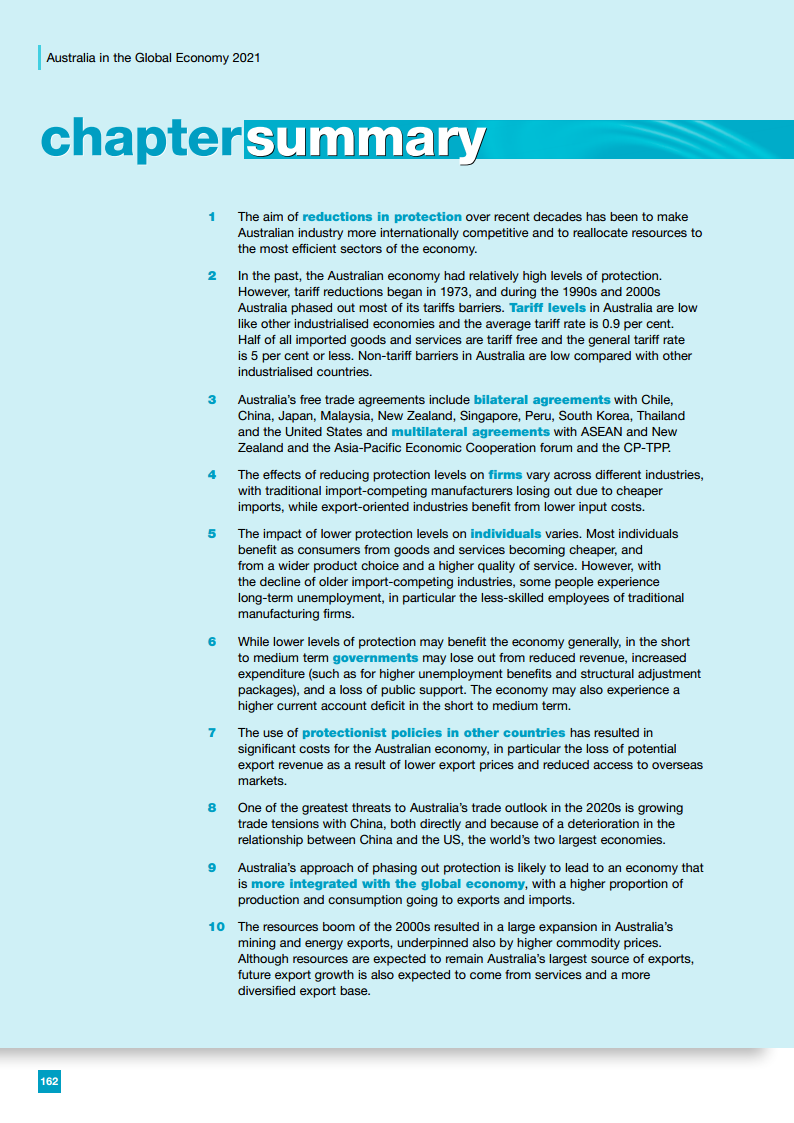 Australia in the Global Economy 2021
chapter summary
1 The aim of reductions in protection over recent decades has been to make
Australian industry more internationally competitive and to reallocate resources to
the most efficient sectors of the economy.
2 In the past, the Australian economy had relatively high levels of protection.
However, tariff reductions began in 1973, and during the 1990s and 2000s
Australia phased out most of its tariffs barriers. Tariff levels in Australia are low
like other industrialised economies and the average tariff rate is 0.9 per cent.
Half of all imported goods and services are tariff free and the general tariff rate
is 5 per cent or less. Non-tariff barriers in Australia are low compared with other
industrialised countries.
3 Australia's free trade agreements include bilateral agreements with Chile,
China, Japan, Malaysia, New Zealand, Singapore, Peru, South Korea, Thailand
and the United States and multilateral agreements with ASEAN and New
Zealand and the Asia-Pacific Economic Cooperation forum and the CP-TPP.
4 The effects of reducing protection levels on firms vary across different industries,
with traditional import-competing manufacturers losing out due to cheaper
imports, while export-oriented industries benefit from lower input costs.
5 The impact of lower protection levels on individuals varies. Most individuals
benefit as consumers from goods and services becoming cheaper, and
from a wider product choice and a higher quality of service. However, with
the decline of older import-competing industries, some people experience
long-term unemployment, in particular the less-skilled employees of traditional
manufacturing firms.
6 While lower levels of protection may benefit the economy generally, in the short
to medium term governments may lose out from reduced revenue, increased
expenditure (such as for higher unemployment benefits and structural adjustment
packages), and a loss of public support. The economy may also experience a
higher current account deficit in the short to medium term.
7 The use of protectionist policies in other countries has resulted in
significant costs for the Australian economy, in particular the loss of potential
export revenue as a result of lower export prices and reduced access to overseas
markets.
8 One of the greatest threats to Australia's trade outlook in the 2020s is growing
trade tensions with China, both directly and because of a deterioration in the
relationship between China and the US, the world's two largest economies.
9 Australia's approach of phasing out protection is likely to lead to an economy that
is more integrated with the global economy, with a higher proportion of
production and consumption going to exports and imports.
10 The resources boom of the 2000s resulted in a large expansion in Australia's
mining and energy exports, underpinned also by higher commodity prices.
Although resources are expected to remain Australia's largest source of exports,
future export growth is also expected to come from services and a more
diversified export base.
162